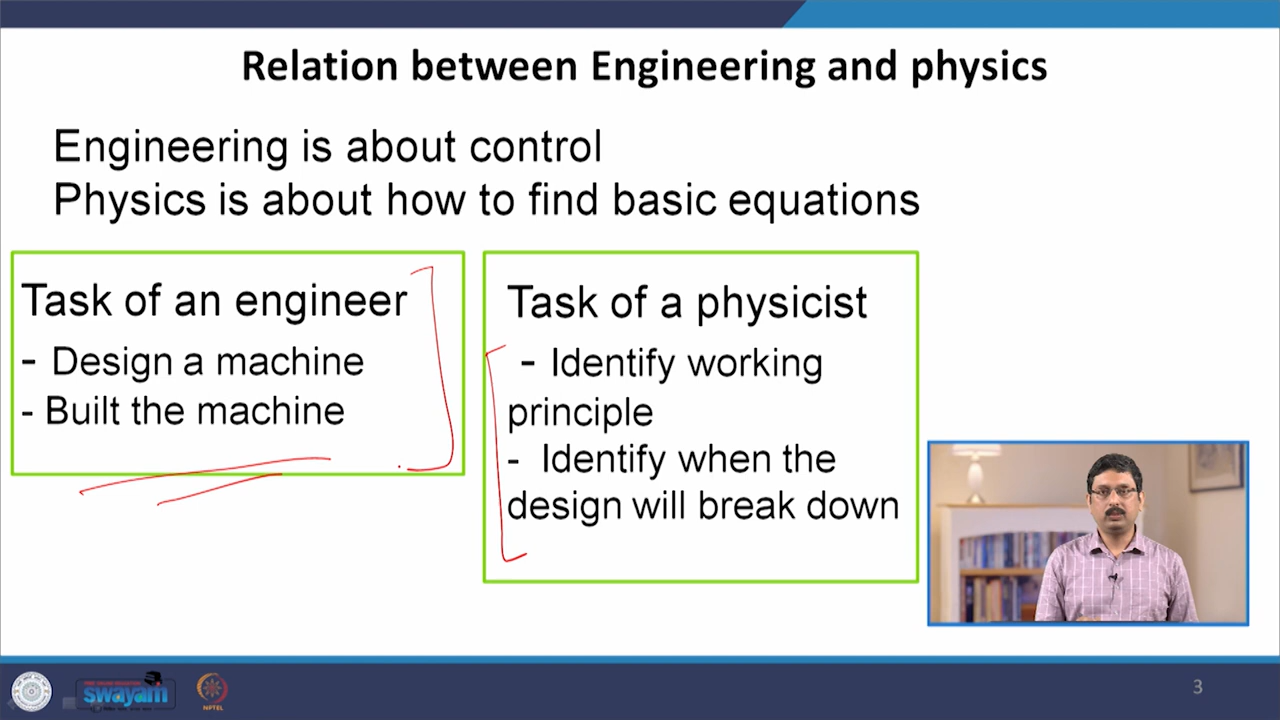 Relation between Engineering and physics
Engineering is about control
Physics is about how to find basic equations
Task of an engineer
- Design a machine
- Built the machine
Task of a physicist
- Identify working
principle
- Identify when the
design will break down
swayam
NPTEL
3